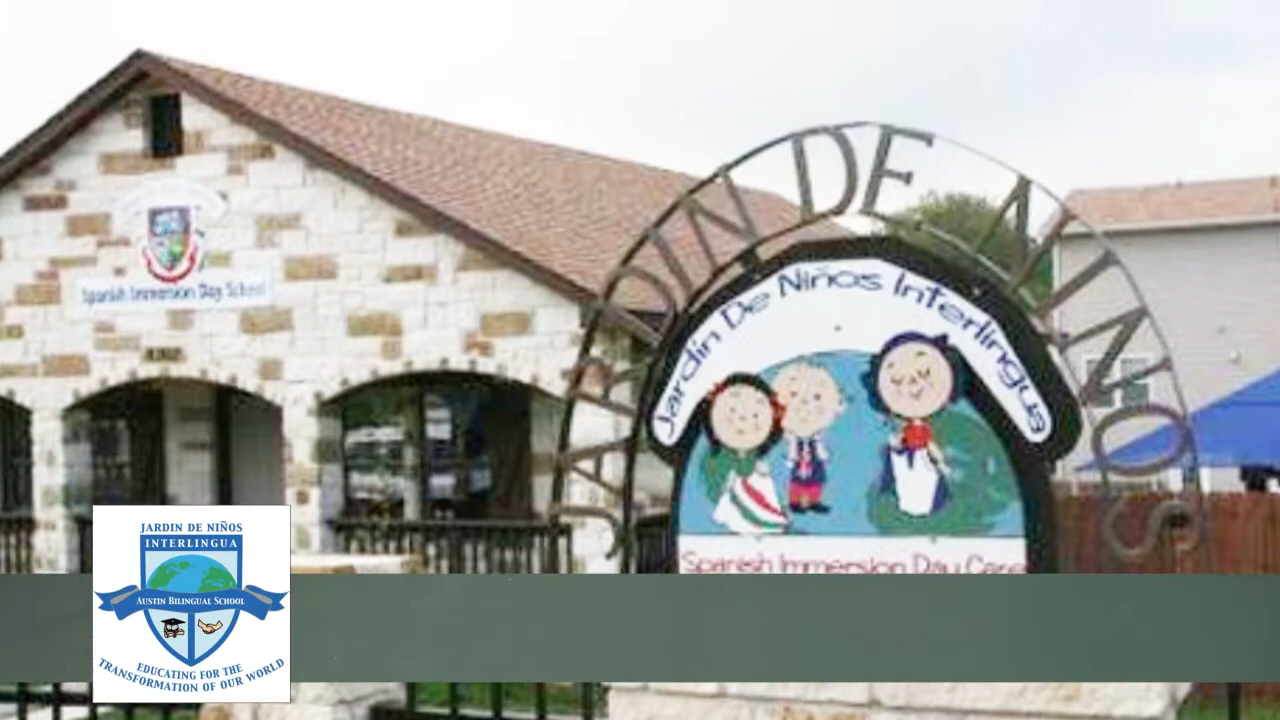 JARDIN DE NINOS
Jardin De Niños Interlingua
Spanish Immersion Day School
Spanish Immersion Day Care
JARDIN DE NIÑOS
INTERLINGUA
AUSTIN BILINGUAL SCHOOL
EDUCATING FOR THE
TRANSFORMATION OF OUR WORLD